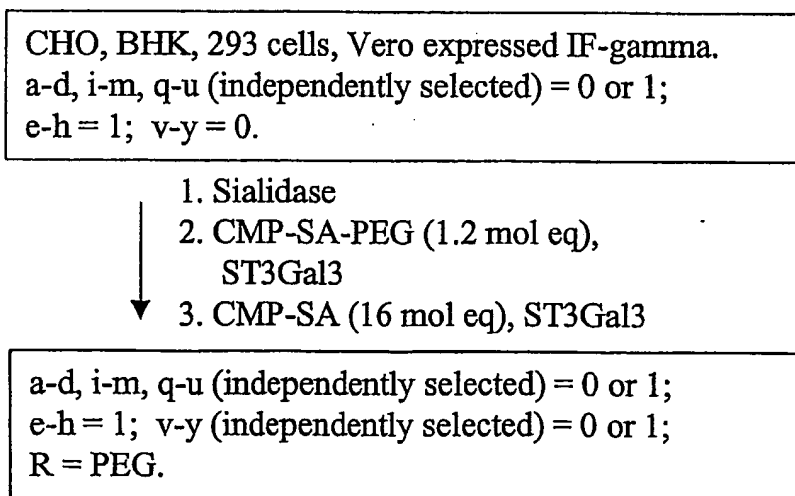 CHO, BHK, 293 cells, Vero expressed IF-gamma.
a-d, i-m, q-u (independently selected) = 0 or 1;
e-h = 1; v-y = 0.
1. Sialidase
2. CMP-SA-PEG (1.2 mol eq),
ST3Gal3
3. CMP-SA (16 mol eq), ST3Gal3
a-d, i-m, q-u (independently selected) = 0 or 1;
e-h = 1; v-y (independently selected) = 0 or 1;
R = PEG.